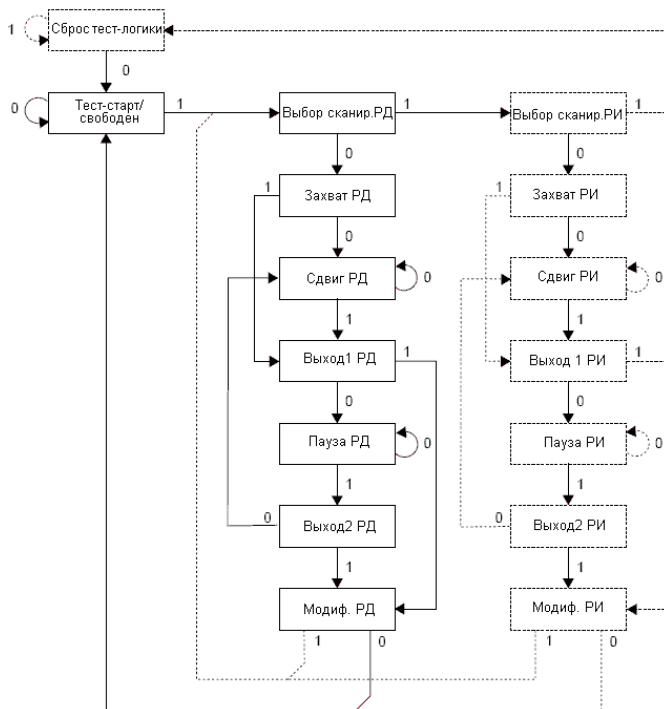 1
Сброс тест-логики
0
0
Тест-старт/
свободен
1
Выбор сканир.РД
1
Выбор сканир.РИ
1
0
0
1
Захват РД
1
Захват РИ
0
0
Сдвиг РД
0
Сдвиг РИ
0
1
1
Выход1 РД
1
Выход 1 РИ
1
0
0
Пауза РД
0
Пауза РИ
0
1
1
0
Выход2 РД
0
Выход2 РИ
1
1
Модиф. РД
Модиф. РИ
1
0
1
0